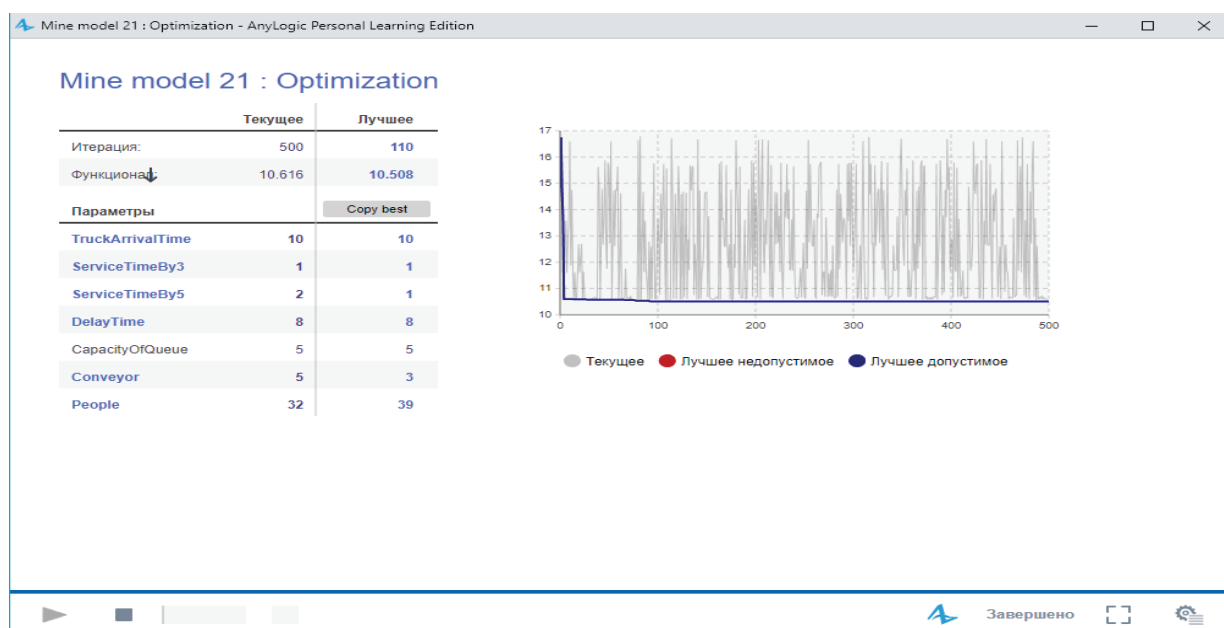 Mine model 21 : Optimization - AnyLogic Personal Learning Edition
Mine model 21 : Optimization
Текущее Лучшее
Итерация: 500 110
Функционал: 10.616 10.508
Параметры Copy best
TruckArrivalTime 10 10
ServiceTimeBy3 1 1
ServiceTimeBy5 2 1
DelayTime 8 8
CapacityOfQueue 5 5
Conveyor 5 3
People 32 39
17
16
15
14
13
12
11
10
0 100 200 300 400 500
Текущее Лучшее недопустимое Лучшее допустимое
Завершено